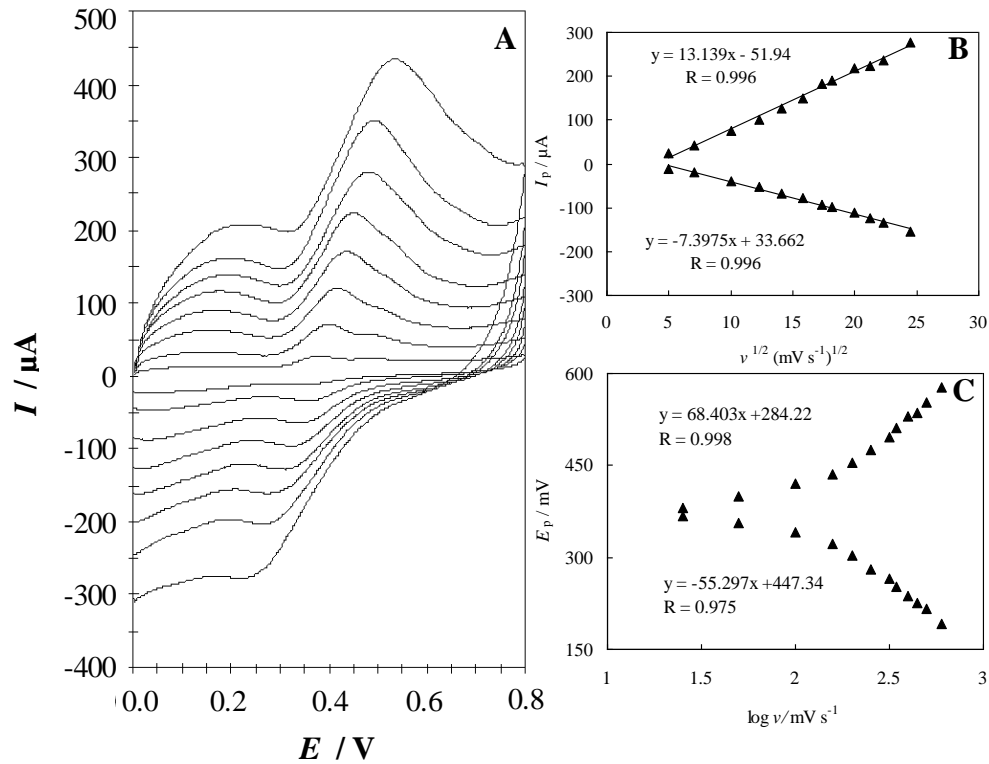 A
500
400
300
200
100
0
-100
-200
-300
-400
I / µA
0.0 0.2 0.4 0.6 0.8
E / V
B
y = 13.139x - 51.94
R = 0.996
300
200
100
0
-100
-200
-300
I p / µA
y = -7.3975x + 33.662
R = 0.996
0 5 10 15 20 25 30
v 1/2 (mV s-1)1/2
C
600
450
300
150
E p / mV
y = 68.403x +284.22
R = 0.998
y = -55.297x +447.34
R = 0.975
1 1.5 2 2.5 3
log v/ mV s-1